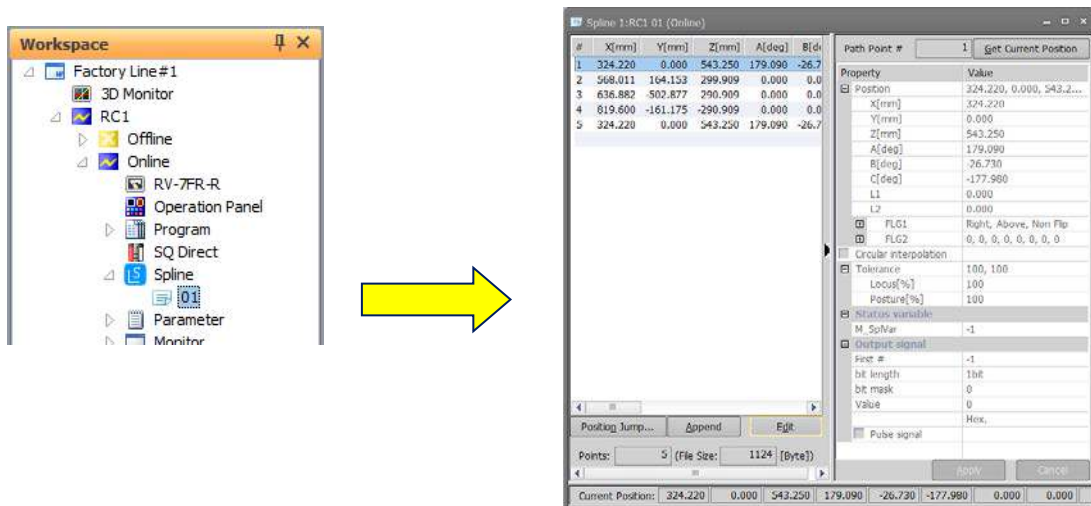 Workspace
Factory Line#1
3D Monitor
RC1
Offline
Online
RV-7FR-R
Operation Panel
Program
SQ Direct
Spline
01
Parameter
Monitor
Spline 1:RC1 01 (Online)
# X[mm] Y[mm] Z[mm] A[deg] B[de
1 324.220 0.000 543.250 179.090 -26.7
2 568.011 164.153 299.909 0.000 0.0
3 636.882 -502.877 290.909 0.000 0.0
4 819.600 -161.175 -290.909 0.000 0.0
5 324.220 0.000 543.250 179.090 -26.7
Position Jump... Append Edit
Points: 5 (File Size: 1124 [Byte])
Path Point # 1 Get Current Position
Property Value
Position 324.220, 0.000, 543.2...
X[mm] 324.220
Y[mm] 0.000
Z[mm] 543.250
A[deg] 179.090
B[deg] -26.730
C[deg] -177.980
L1 0.000
L2 0.000
FLG1 Right, Above, Non Flip
FLG2 0, 0, 0, 0, 0, 0, 0, 0
Circular interpolation
Tolerance 100, 100
Locus[%] 100
Posture[%] 100
Status variable
M_SplVar -1
Output signal
First # -1
bit length 1bit
bit mask 0
Value 0
Hex,
Pulse signal
Apply Cancel
Current Position: 324.220 0.000 543.250 179.090 -26.730 -177.980 0.000 0.000